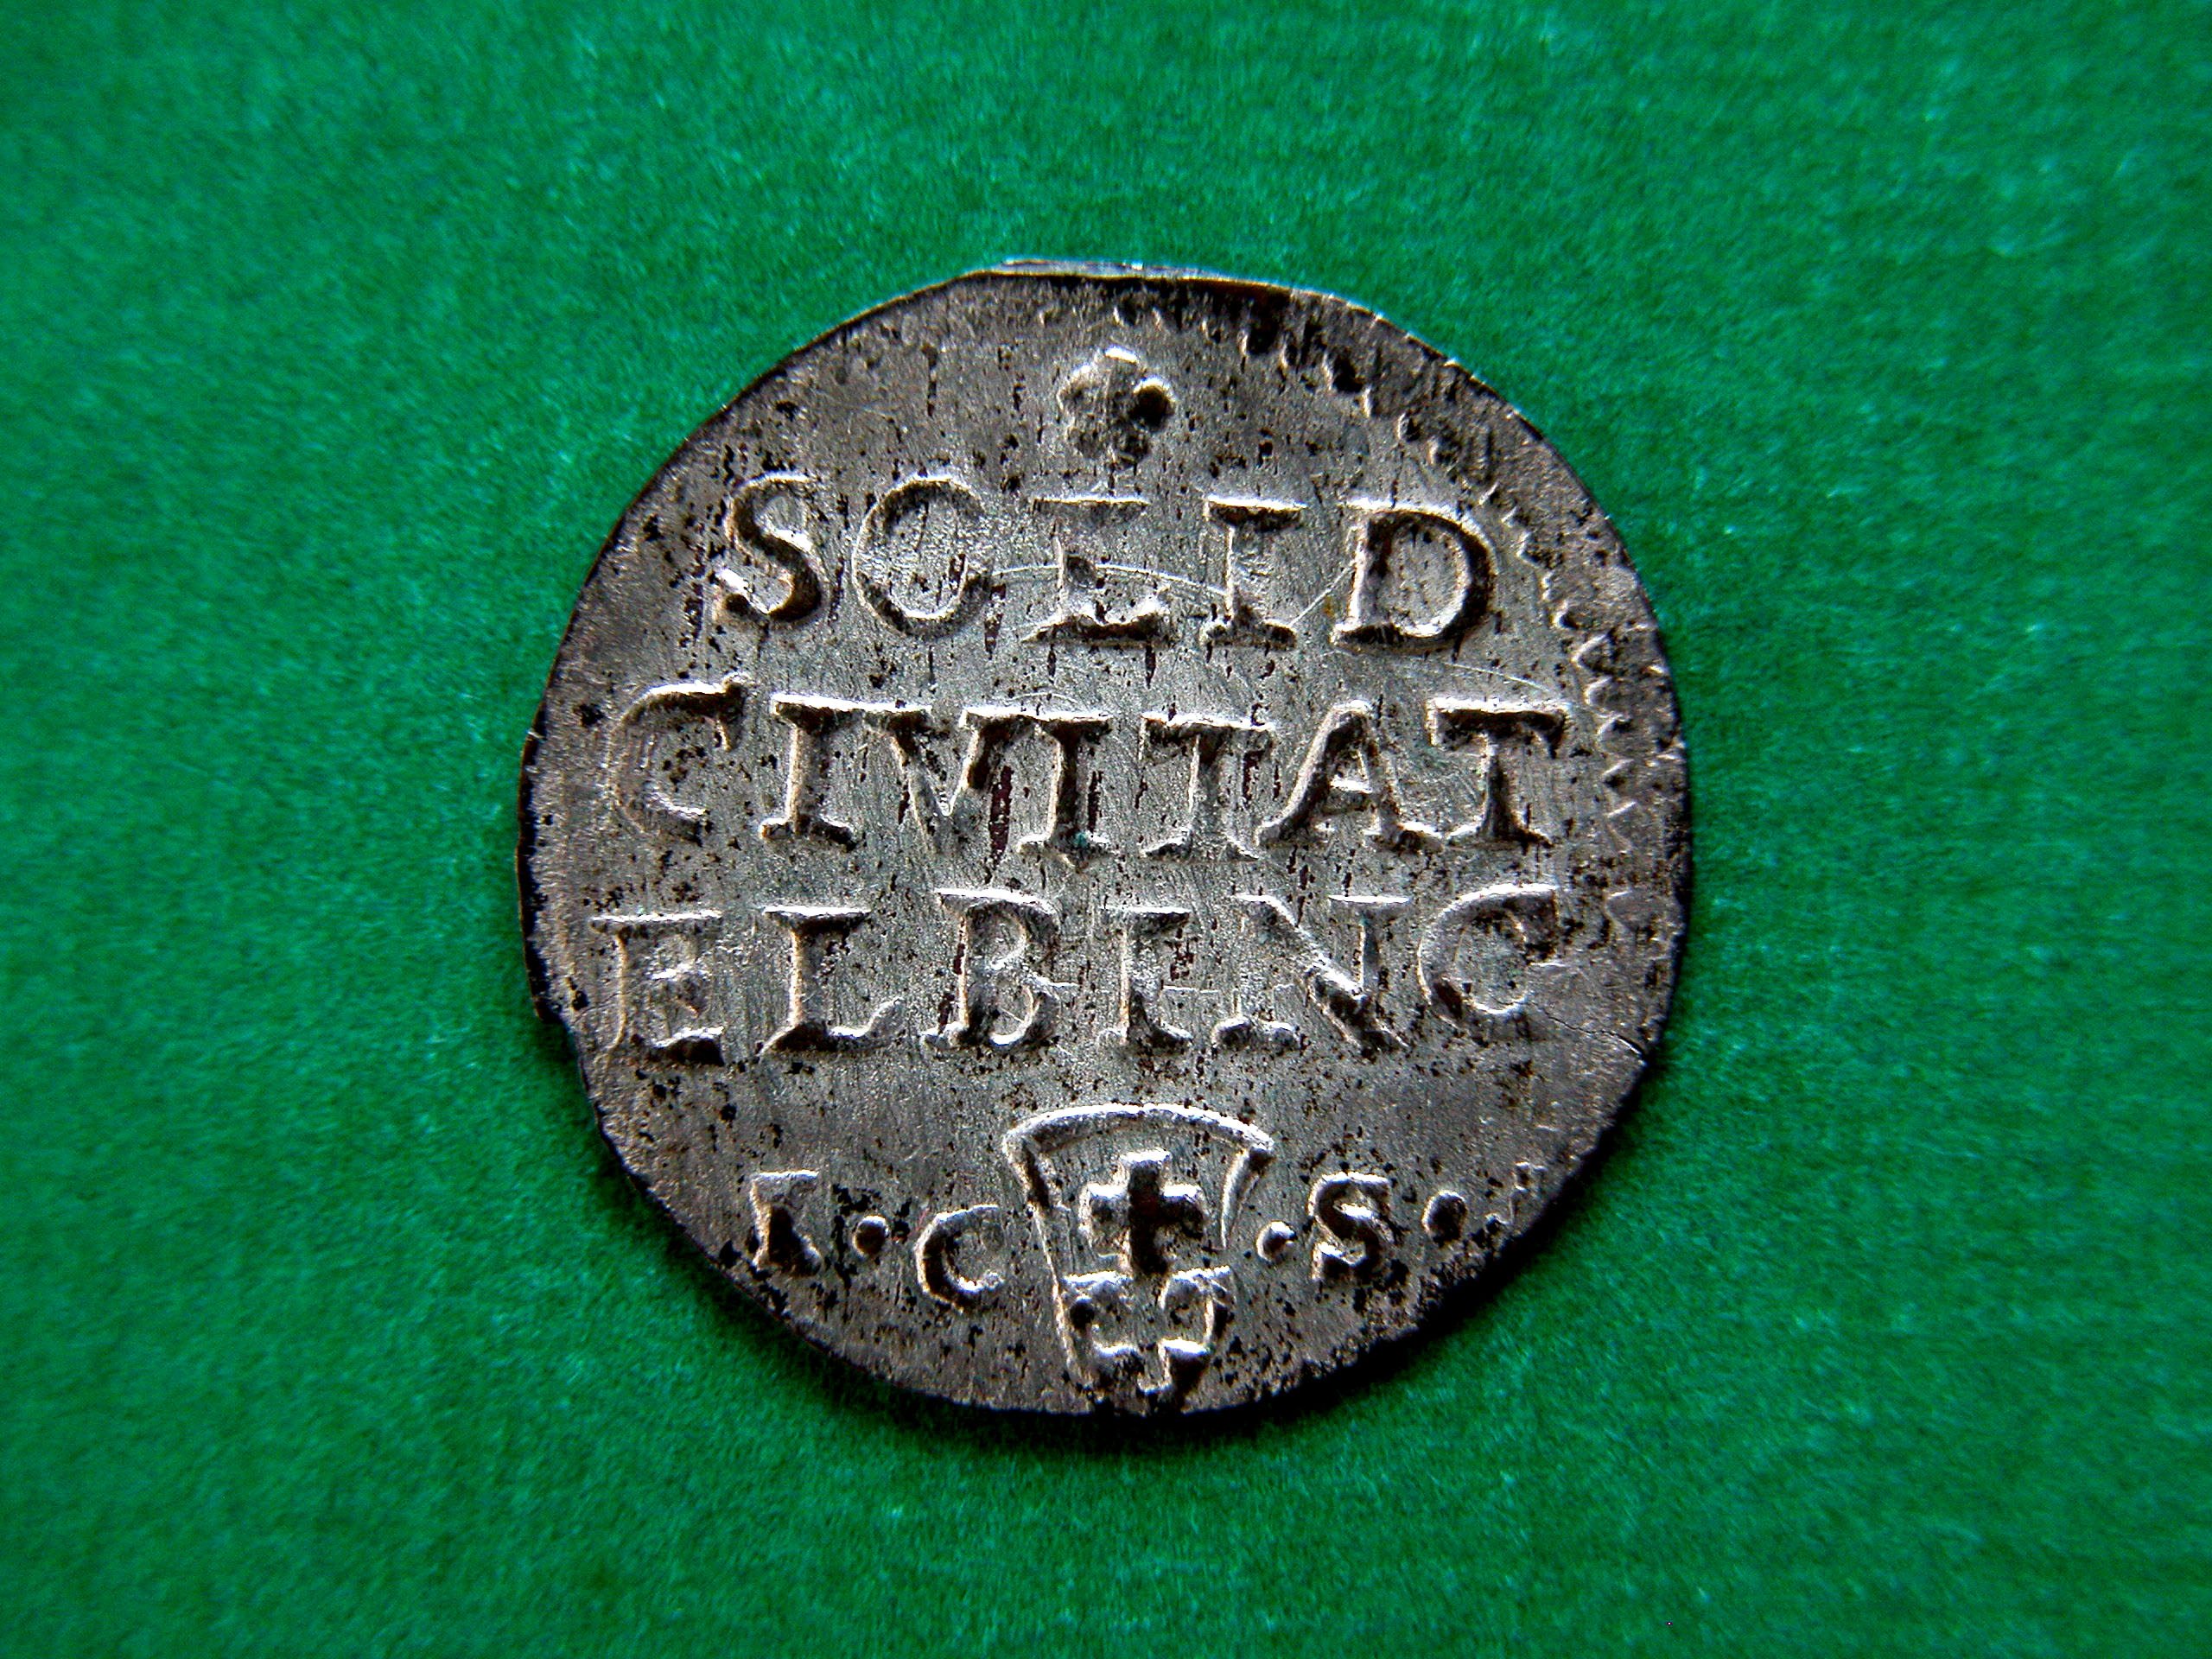 SOLID
CIVITAT
ELBING
I·C·S·